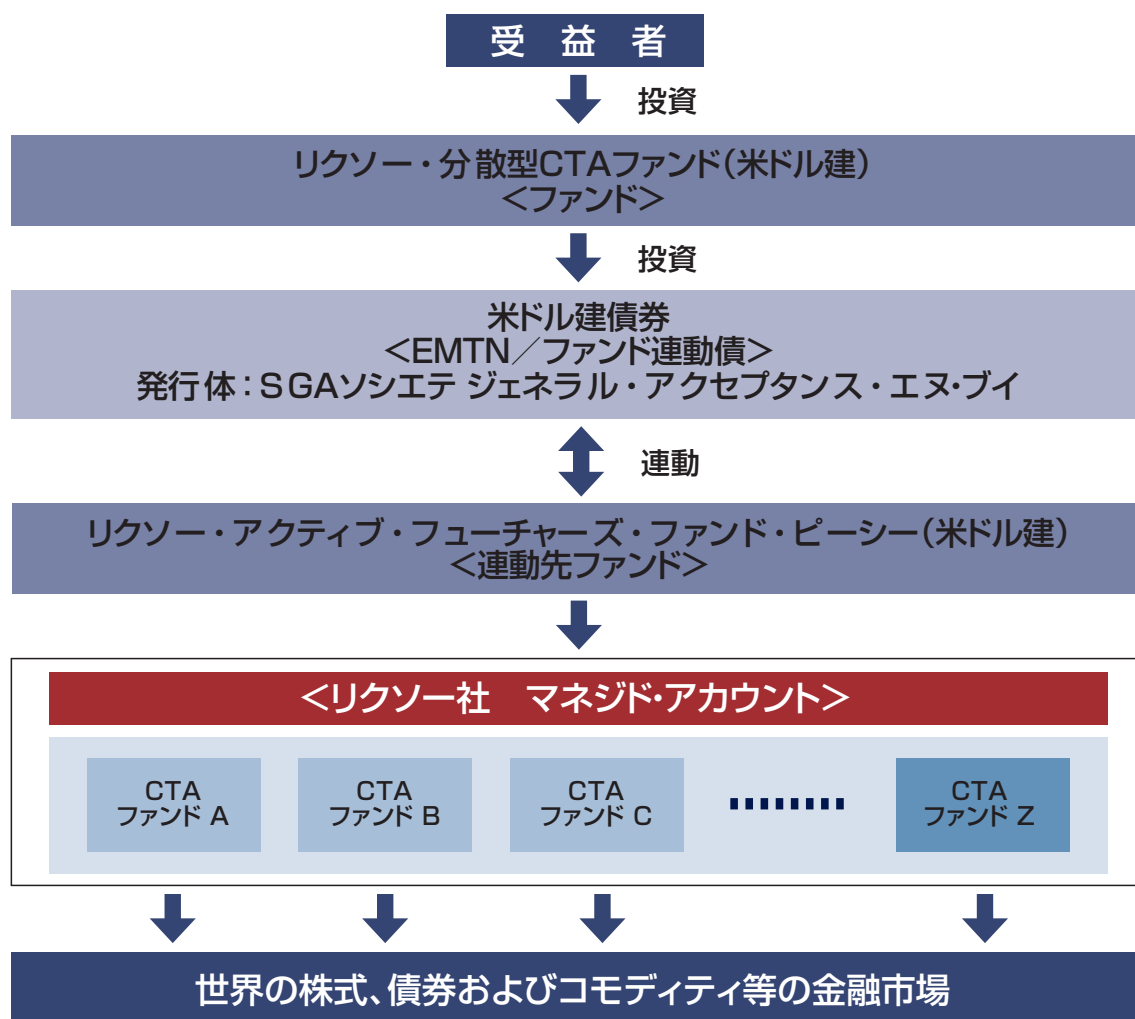 受益者
投資
リクソー・分散型CTAファンド(米ドル建)
＜ファンド＞
投資
米ドル建債券
＜EMTN／ファンド連動債＞
発行体：SGAソシエテ ジェネラル・アクセプタンス・エヌ・ブイ
連動
リクソー・アクティブ・フューチャーズ・ファンド・ピーシー(米ドル建)
＜連動先ファンド＞
＜リクソー社　マネジド・アカウント＞
CTA
ファンド A
CTA
ファンド B
CTA
ファンド C
CTA
ファンド Z
世界の株式、債券およびコモディティ等の金融市場